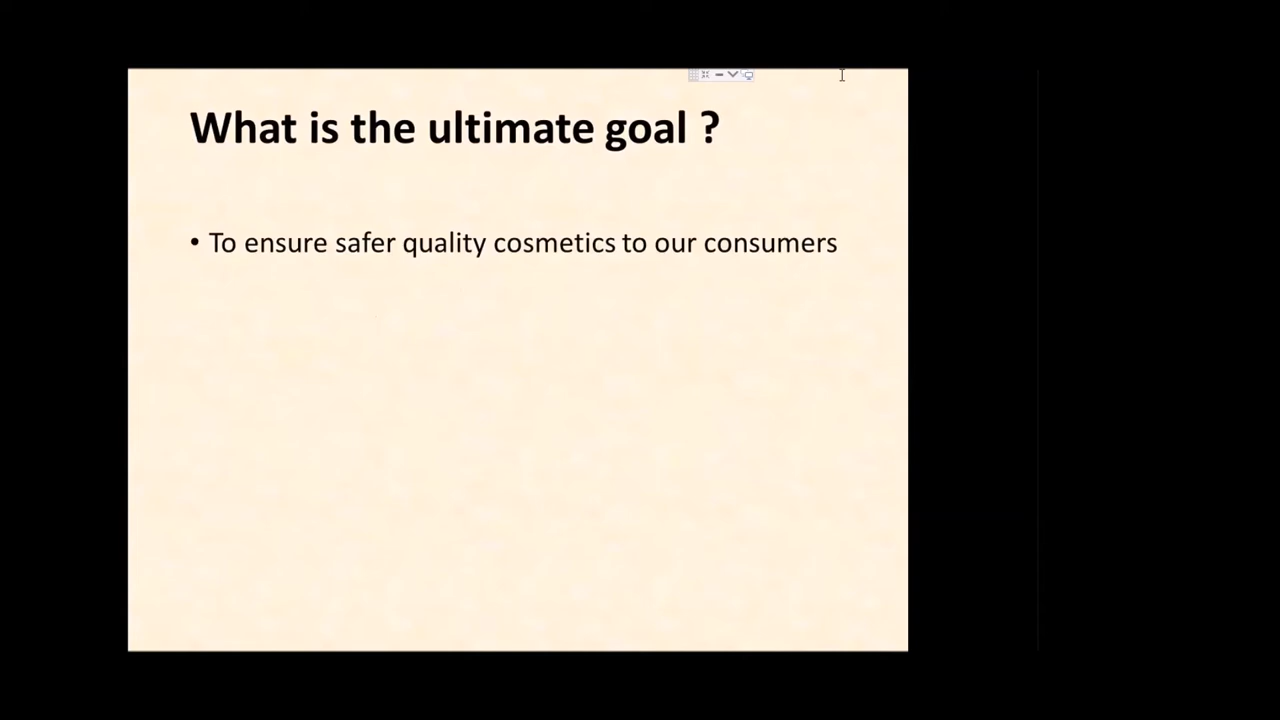 What is the ultimate goal ?
• To ensure safer quality cosmetics to our consumers